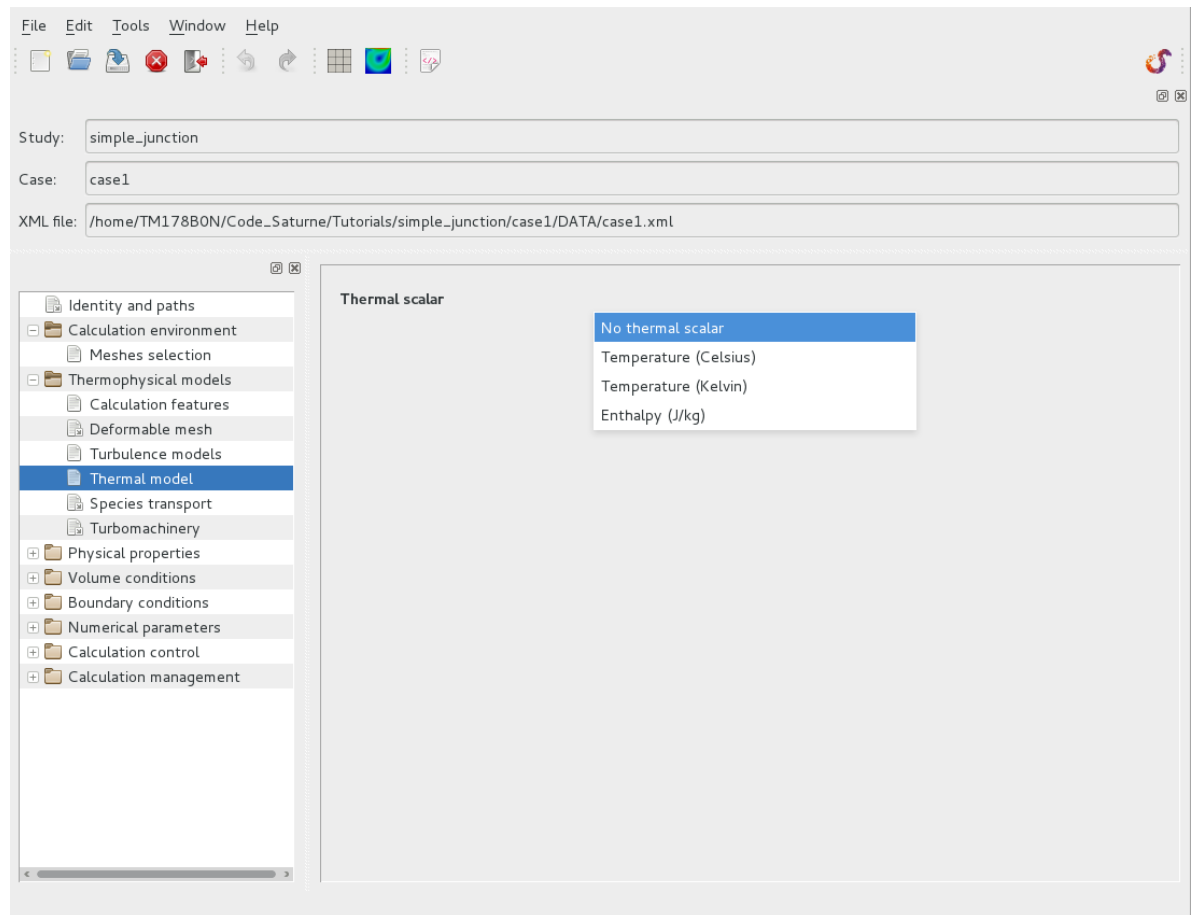 File Edit Tools Window Help
Study: simple_junction
Case: case1
XML file: /home/TM178B0N/Code_Saturne/Tutorials/simple_junction/case1/DATA/case1.xml
Identity and paths
Calculation environment
Meshes selection
Thermophysical models
Calculation features
Deformable mesh
Turbulence models
Thermal model
Species transport
Turbomachinery
Physical properties
Volume conditions
Boundary conditions
Numerical parameters
Calculation control
Calculation management
Thermal scalar
No thermal scalar
Temperature (Celsius)
Temperature (Kelvin)
Enthalpy (J/kg)